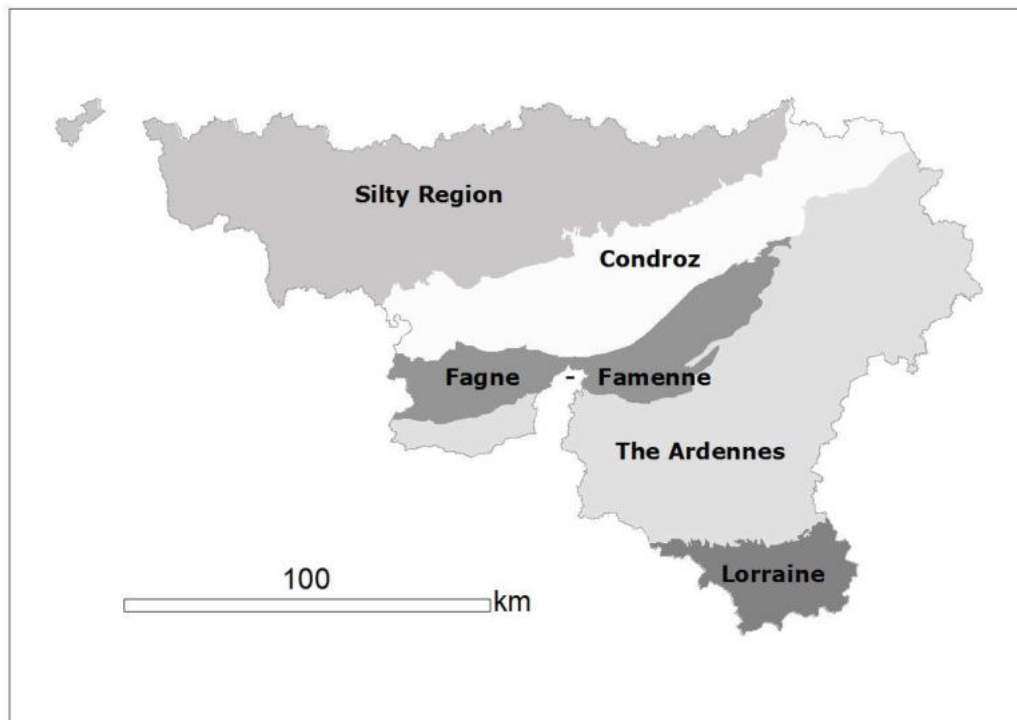 Silty Region
Condroz
Fagne - Famenne
The Ardennes
Lorraine
100
km